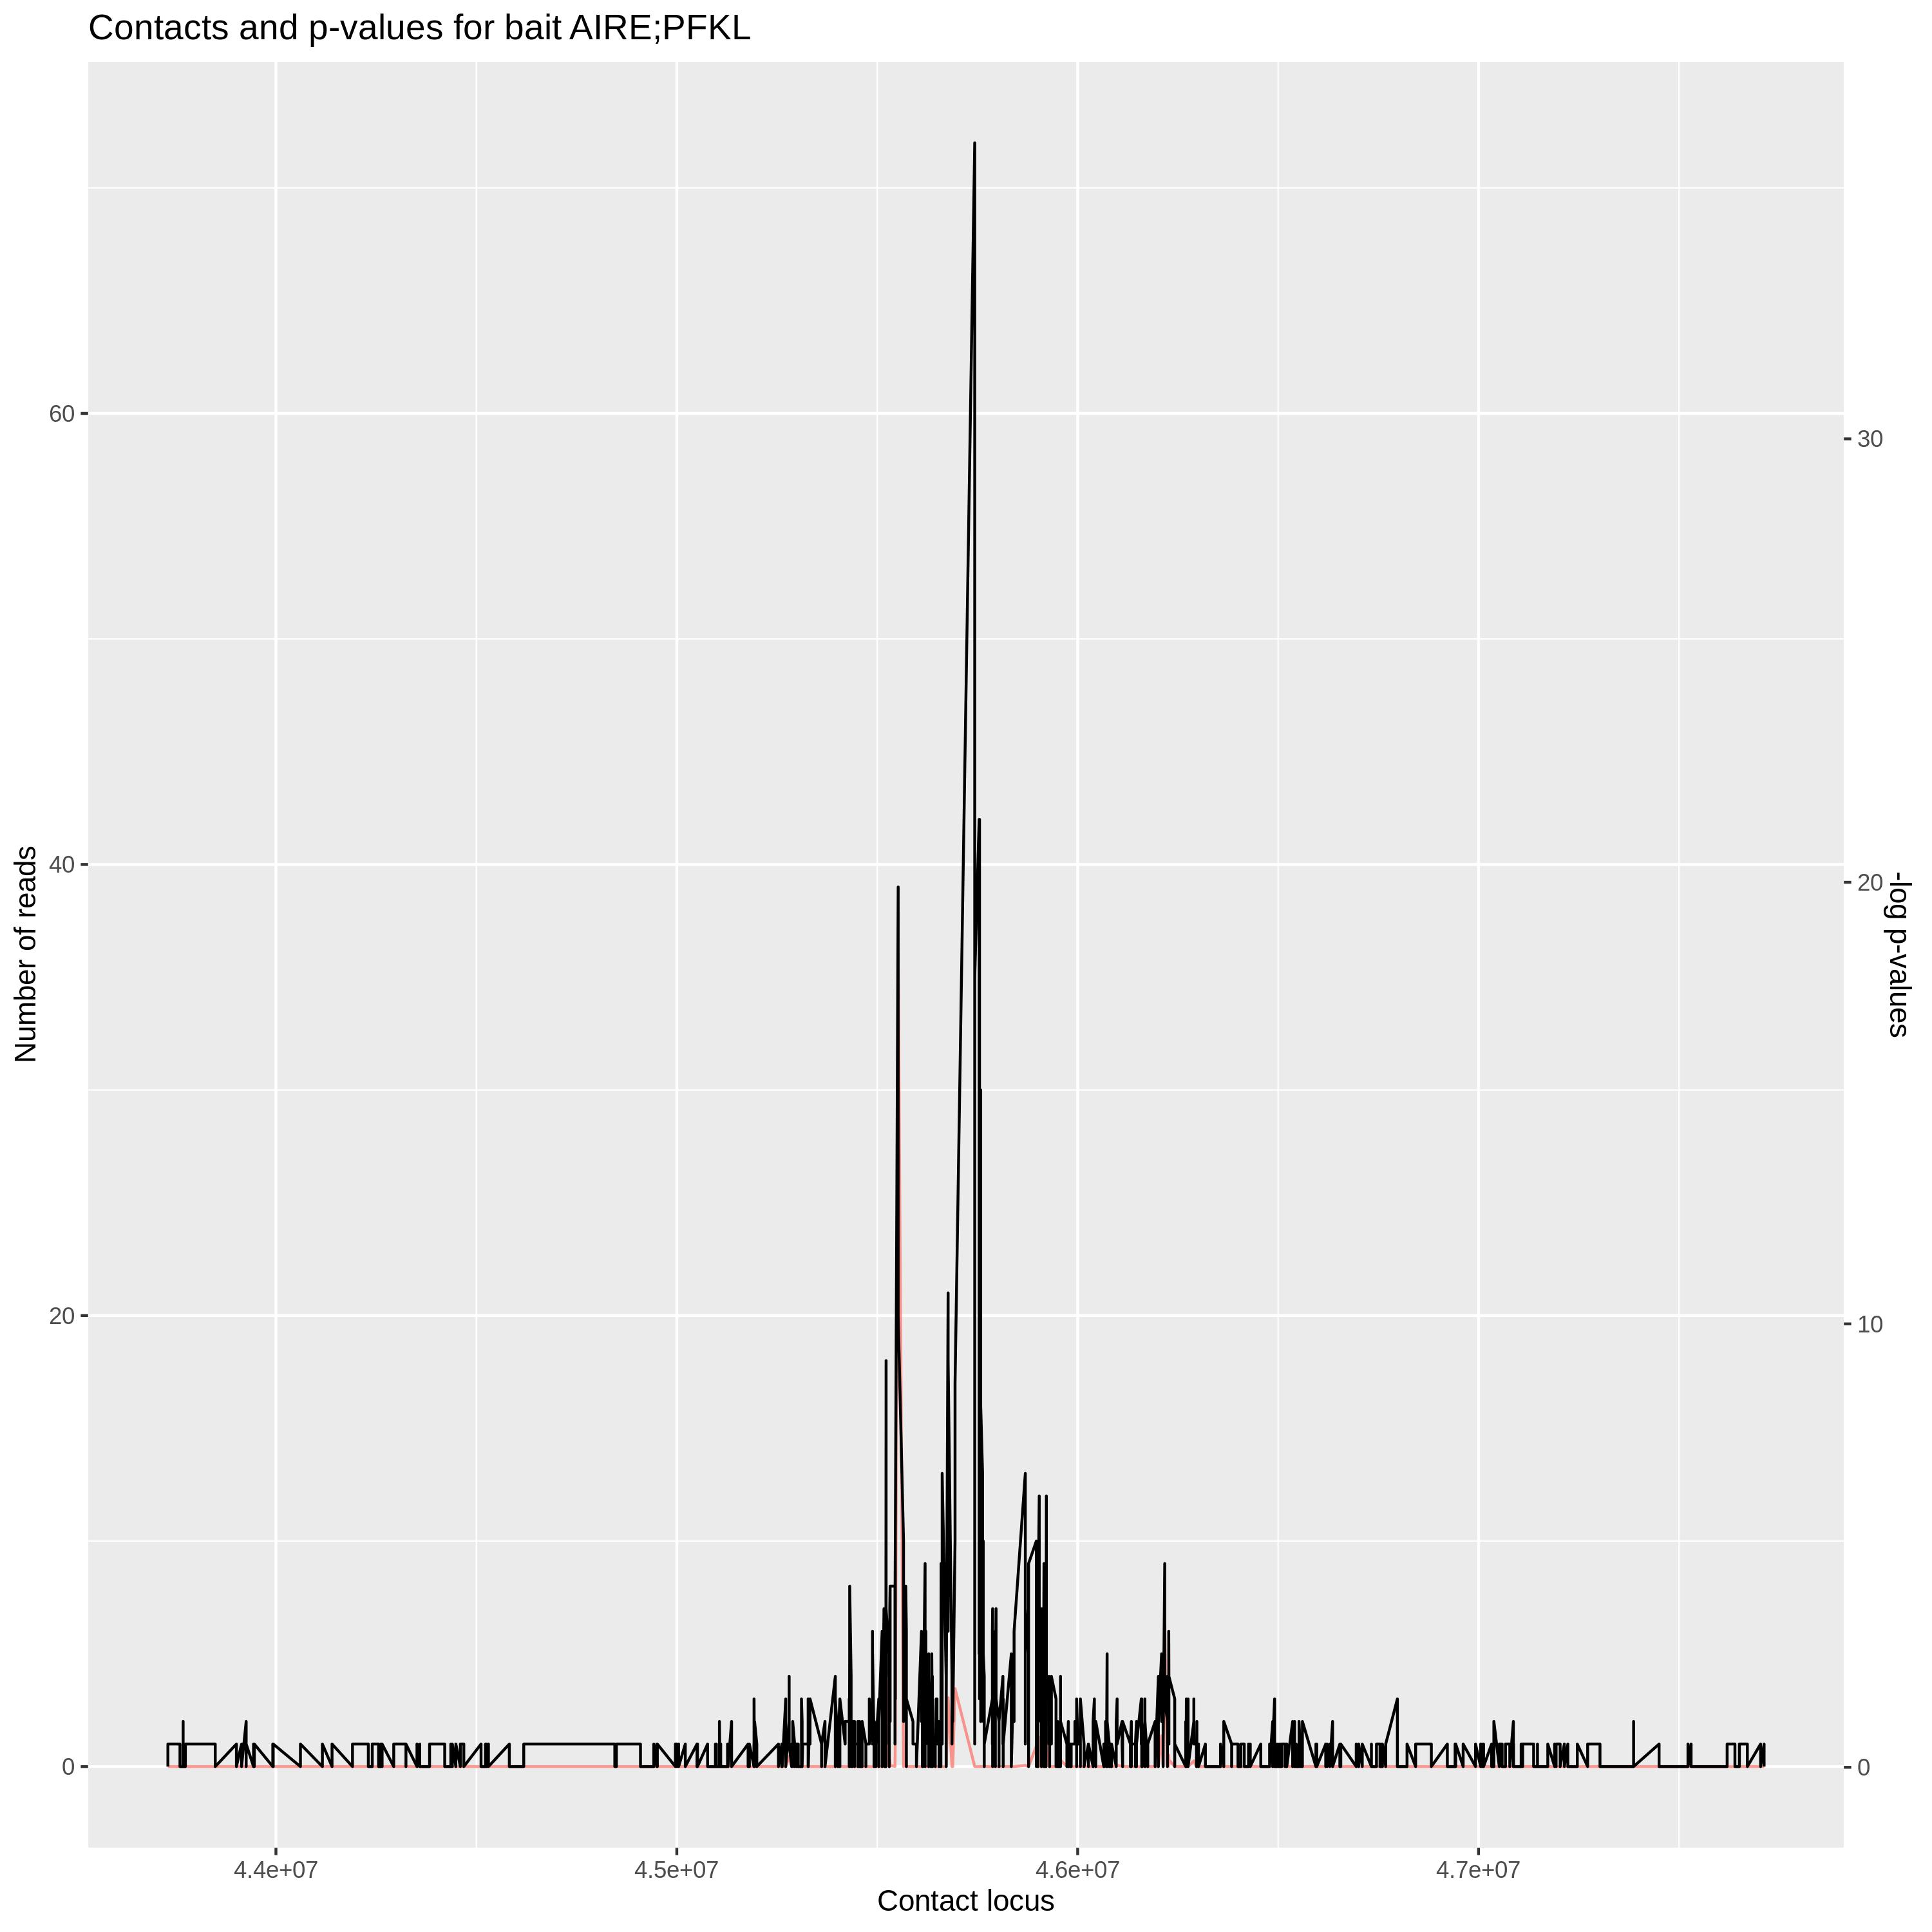 Contacts and p-values for bait AIRE;PFKL
60
40
20
0
Number of reads
30
20
10
0
-log p-values
4.4e+07
4.5e+07
4.6e+07
4.7e+07
Contact locus